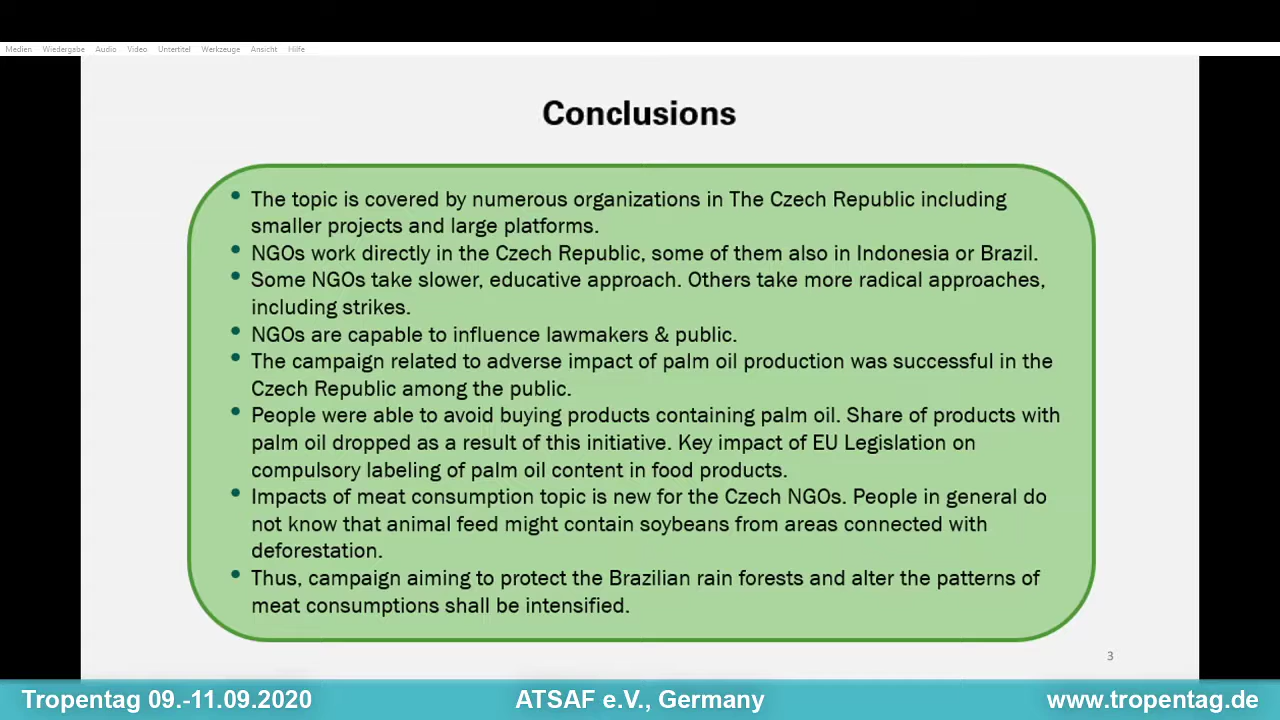 Medien Wiedergabe Audio Video Untertitel Werkzeuge Ansicht Hilfe
Conclusions
• The topic is covered by numerous organizations in The Czech Republic including
smaller projects and large platforms.
• NGOs work directly in the Czech Republic, some of them also in Indonesia or Brazil.
• Some NGOs take slower, educative approach. Others take more radical approaches,
including strikes.
• NGOs are capable to influence lawmakers & public.
• The campaign related to adverse impact of palm oil production was successful in the
Czech Republic among the public.
• People were able to avoid buying products containing palm oil. Share of products with
palm oil dropped as a result of this initiative. Key impact of EU Legislation on
compulsory labeling of palm oil content in food products.
• Impacts of meat consumption topic is new for the Czech NGOs. People in general do
not know that animal feed might contain soybeans from areas connected with
deforestation.
• Thus, campaign aiming to protect the Brazilian rain forests and alter the patterns of
meat consumptions shall be intensified.
3
Tropentag 09.-11.09.2020 ATSAF e.V., Germany www.tropentag.de